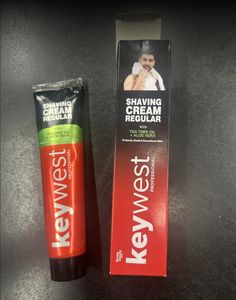 SHAVING
CREAM
REGULAR
TEA TREE OIL
+ ALOE VERA
keywest
PROFESSIONAL
SHAVING
CREAM
REGULAR
with
TEA TREE OIL
+ ALOE VERA
keywest
PROFESSIONAL